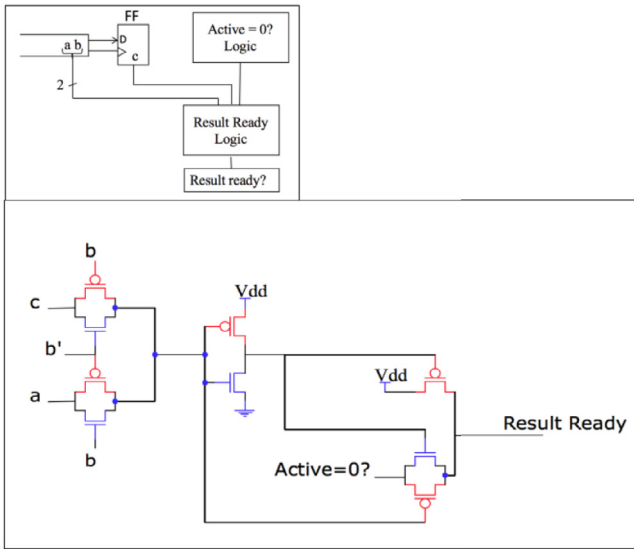 FF
a b
D
c
2
Active = 0?
Logic
Result Ready
Logic
Result ready?
b
c
Vdd
b'
a
Vdd
b
Active=0?
Result Ready